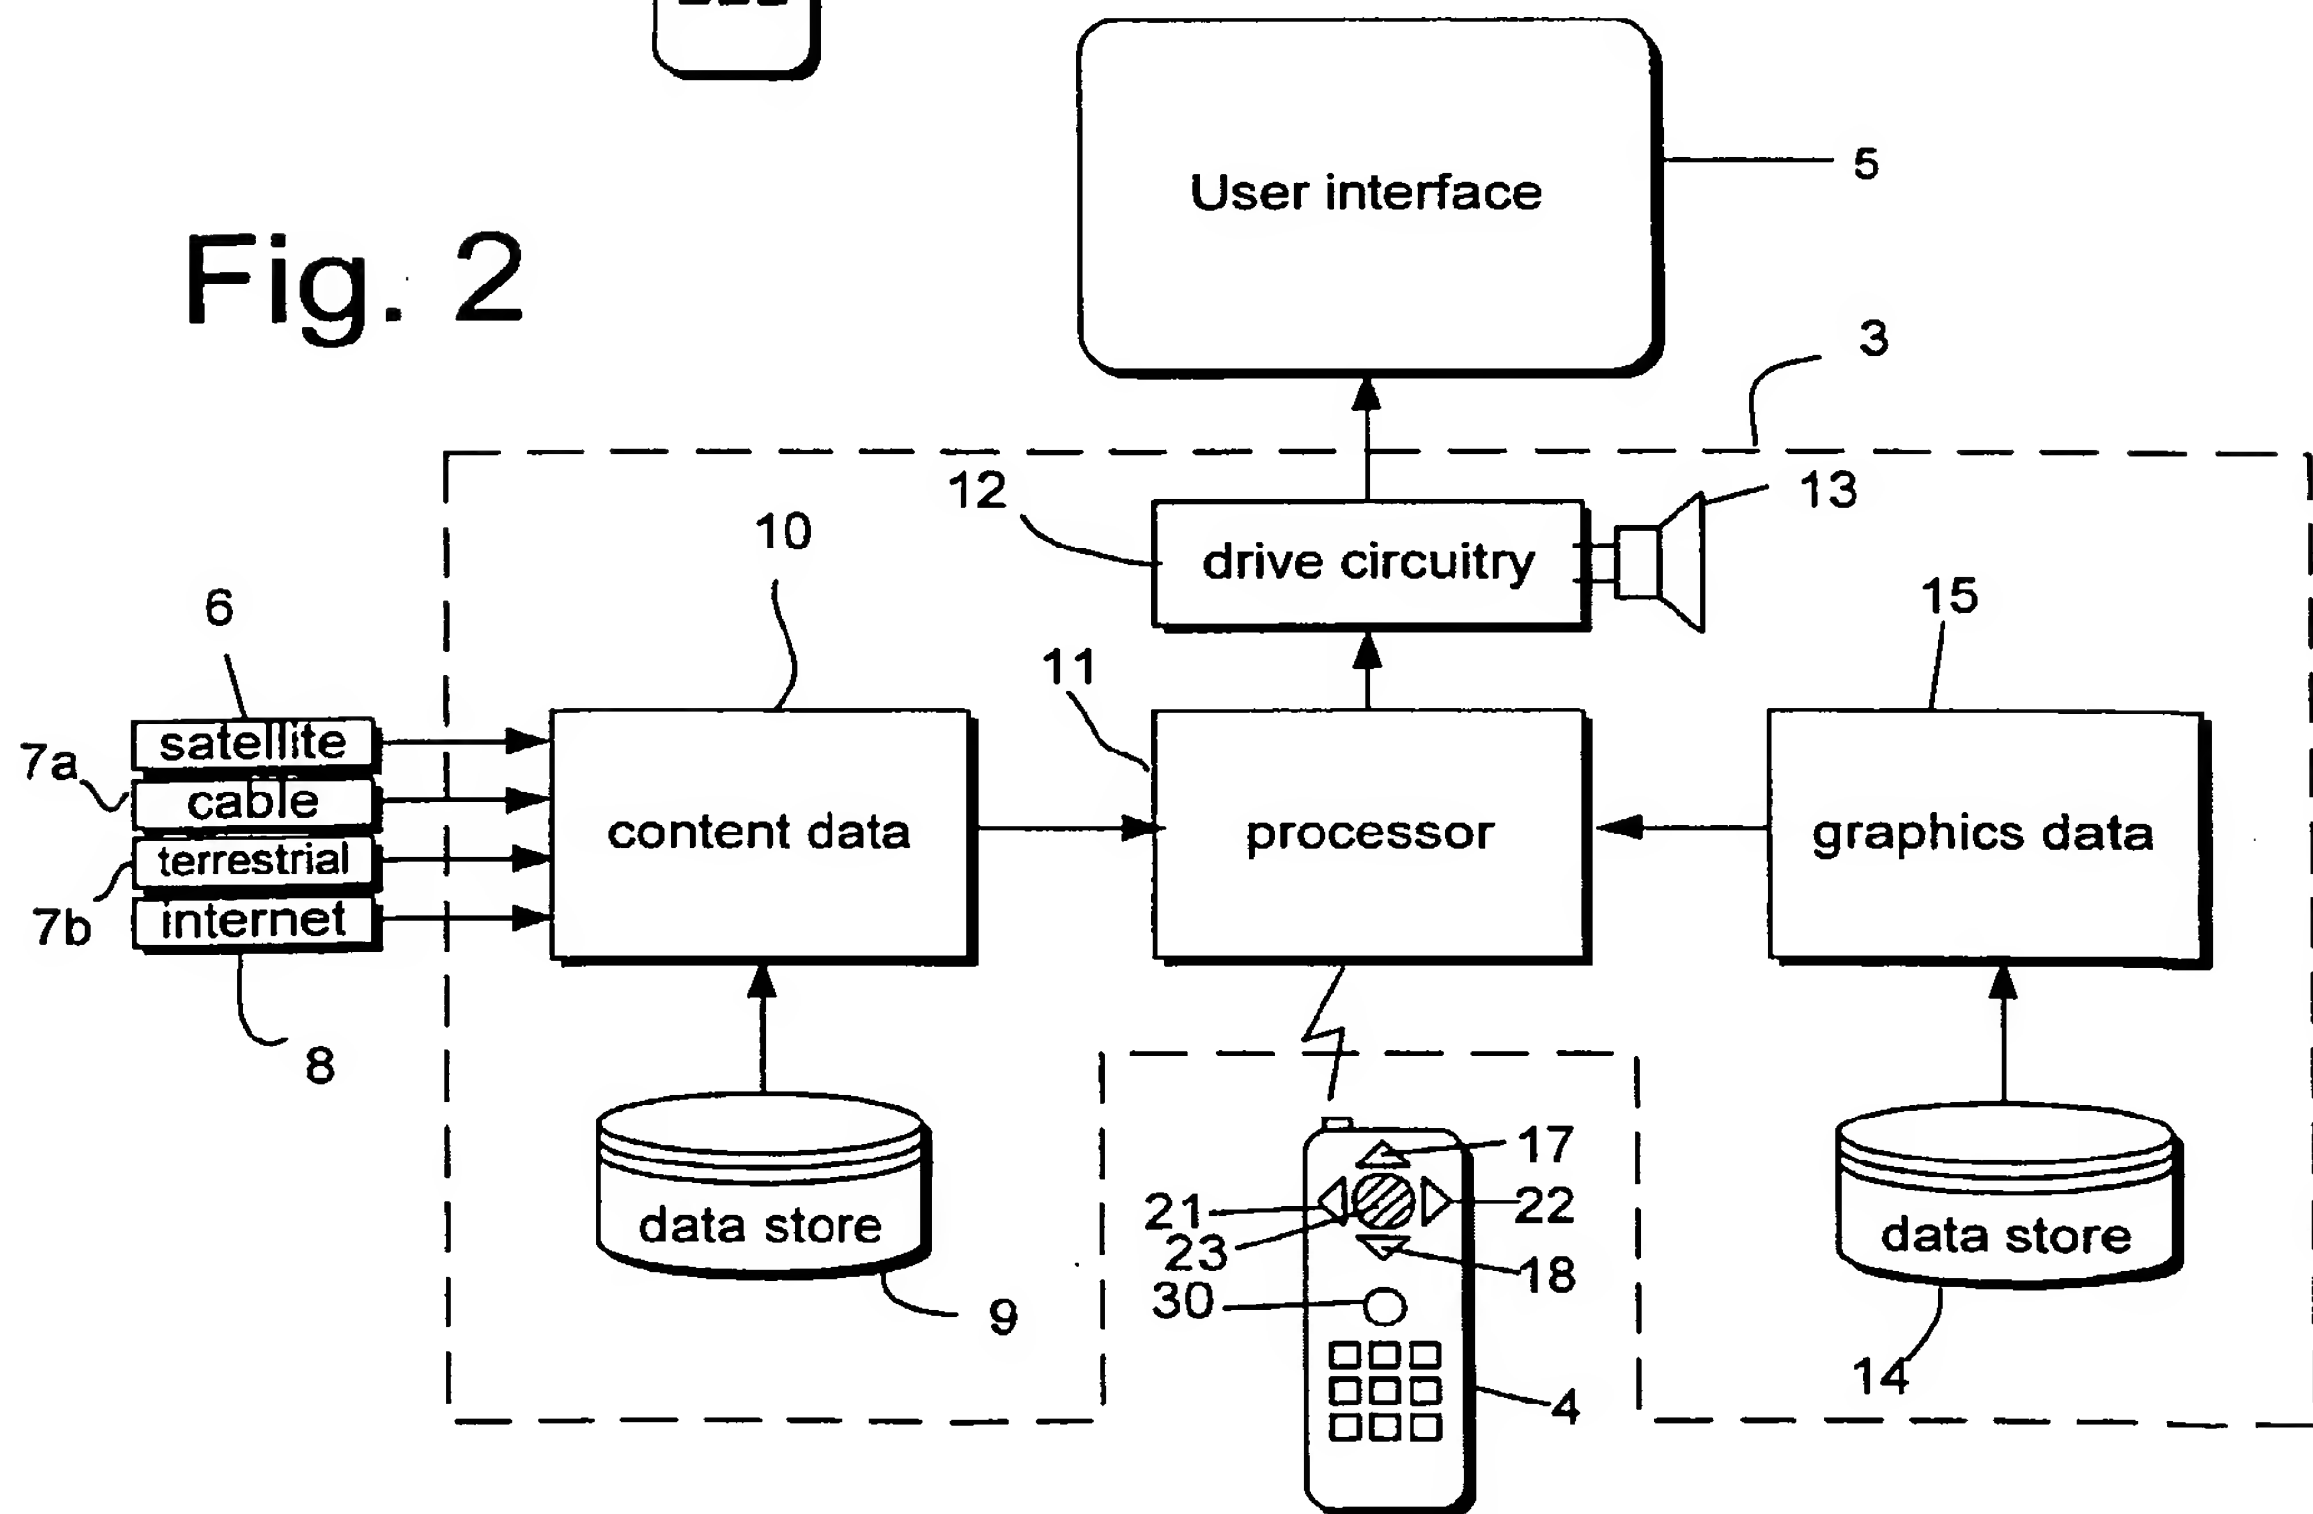 User interface
5
Fig. 2
3
12
13
drive circuitry
10
6
15
11
satellite
7a
cable
content data
processor
graphics data
terrestrial
7b
internet
8
17
21
22
23
18
30
data store
data store
9
14
4